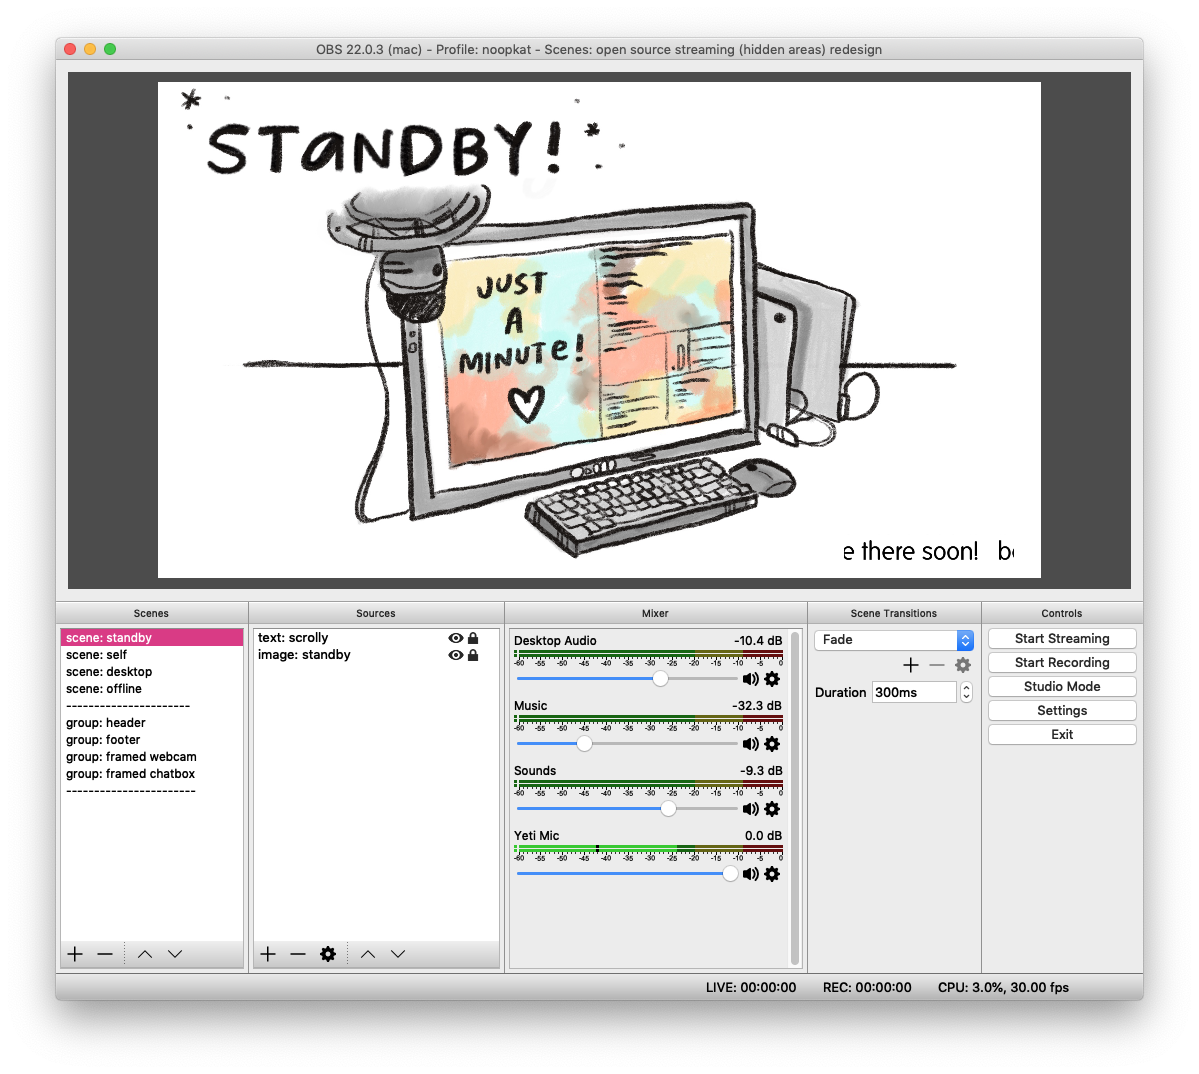 OBS 22.0.3 (mac) - Profile: noopkat - Scenes: open source streaming (hidden areas) redesign
STANDBY!
JUST
A
MINUTE!
e there soon! be
Scenes
scene: standby
scene: self
scene: desktop
scene: offline
----------------------
group: header
group: footer
group: framed webcam
group: framed chatbox
-----------------------
Sources
text: scrolly
image: standby
Mixer
Desktop Audio -10.4 dB
-60 -55 -50 -45 -40 -35 -30 -25 -20 -15 -10 -5 0
Music -32.3 dB
-60 -55 -50 -45 -40 -35 -30 -25 -20 -15 -10 -5 0
Sounds -9.3 dB
-60 -55 -50 -45 -40 -35 -30 -25 -20 -15 -10 -5 0
Yeti Mic 0.0 dB
-60 -55 -50 -45 -40 -35 -30 -25 -20 -15 -10 -5 0
Scene Transitions
Fade
Duration 300ms
Controls
Start Streaming
Start Recording
Studio Mode
Settings
Exit
LIVE: 00:00:00 REC: 00:00:00 CPU: 3.0%, 30.00 fps